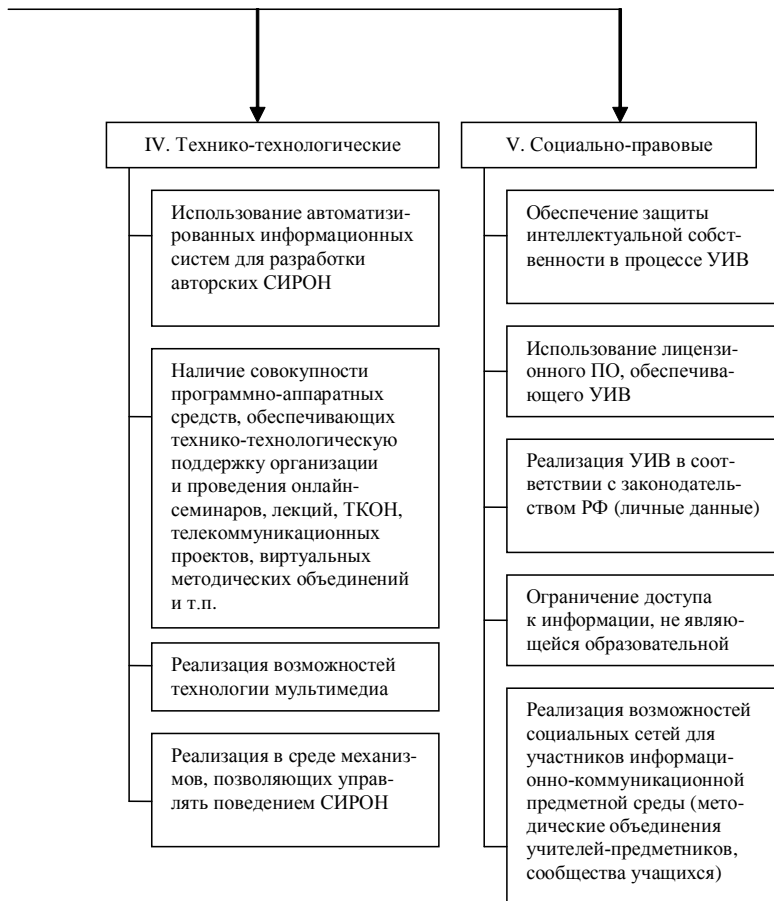 IV. Технико-технологические
Использование автоматизи-
рованных информационных
систем для разработки
авторских СИРОН
Наличие совокупности
программно-аппаратных
средств, обеспечивающих
технико-технологическую
поддержку организации
и проведения онлайн-
семинаров, лекций, ТКОН,
телекоммуникационных
проектов, виртуальных
методических объединений
и т.п.
Реализация возможностей
технологии мультимедиа
Реализация в среде механиз-
мов, позволяющих управ-
лять поведением СИРОН
V. Социально-правовые
Обеспечение защиты
интеллектуальной собст-
венности в процессе УИВ
Использование лицензи-
онного ПО, обеспечива-
ющего УИВ
Реализация УИВ в соот-
ветствии с законодатель-
ством РФ (личные данные)
Ограничение доступа
к информации, не являю-
щейся образовательной
Реализация возможностей
социальных сетей для
участников информаци-
онно-коммуникационной
предметной среды (мето-
дические объединения
учителей-предметников,
сообщества учащихся)